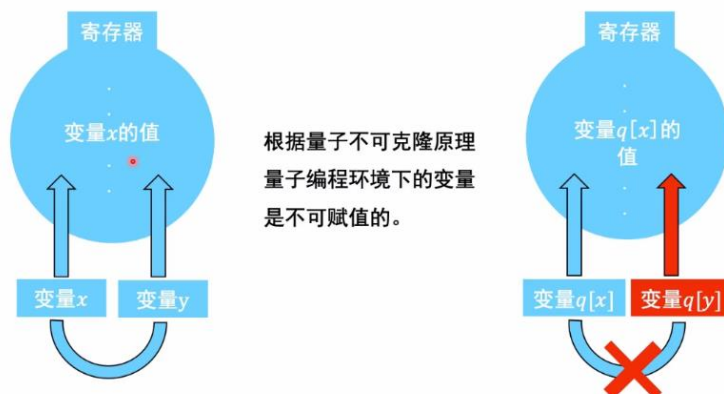 寄存器
变量x的值
变量x
变量y
根据量子不可克隆原理
量子编程环境下的变量
是不可赋值的。
寄存器
变量q[x]的
值
变量q[x]
变量q[y]